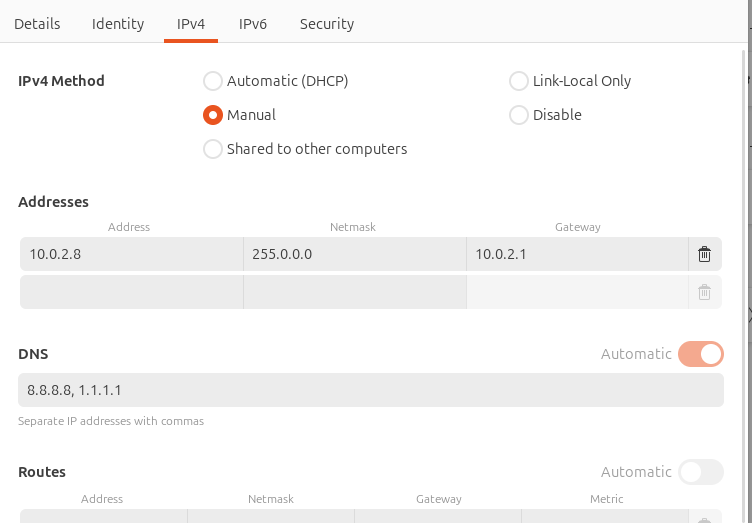 Details Identity IPv4 IPv6 Security
IPv4 Method Automatic (DHCP) Link-Local Only
Manual Disable
Shared to other computers
Addresses
Address Netmask Gateway
10.0.2.8 255.0.0.0 10.0.2.1
DNS Automatic
8.8.8.8, 1.1.1.1
Separate IP addresses with commas
Routes Automatic
Address Netmask Gateway Metric